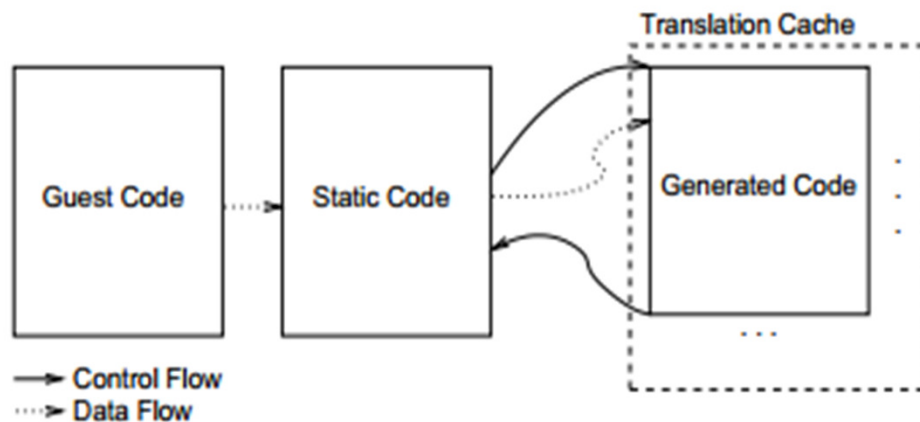 Translation Cache
Guest Code
Static Code
Generated Code
. . .
Control Flow
Data Flow